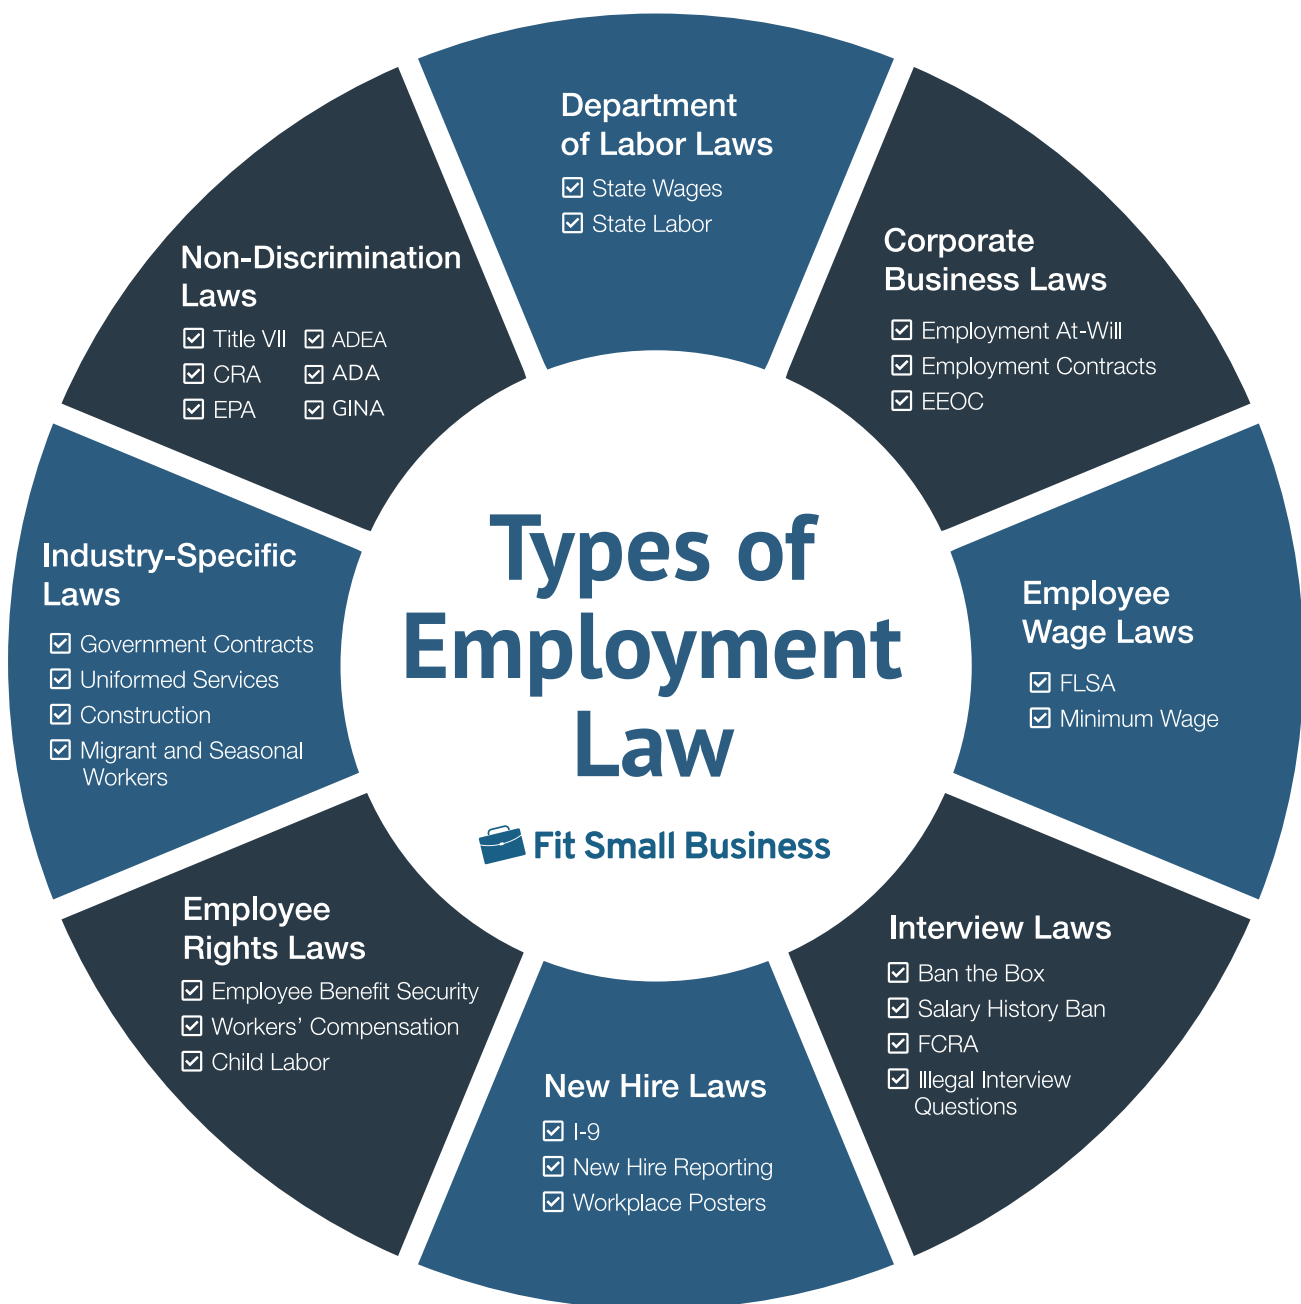 Types of
Employment
Law
Fit Small Business
Department
of Labor Laws
State Wages
State Labor
Corporate
Business Laws
Employment At-Will
Employment Contracts
EEOC
Employee
Wage Laws
FLSA
Minimum Wage
Interview Laws
Ban the Box
Salary History Ban
FCRA
Illegal Interview
Questions
New Hire Laws
I-9
New Hire Reporting
Workplace Posters
Employee
Rights Laws
Employee Benefit Security
Workers’ Compensation
Child Labor
Industry-Specific
Laws
Government Contracts
Uniformed Services
Construction
Migrant and Seasonal
Workers
Non-Discrimination
Laws
Title VII
CRA
EPA
ADEA
ADA
GINA